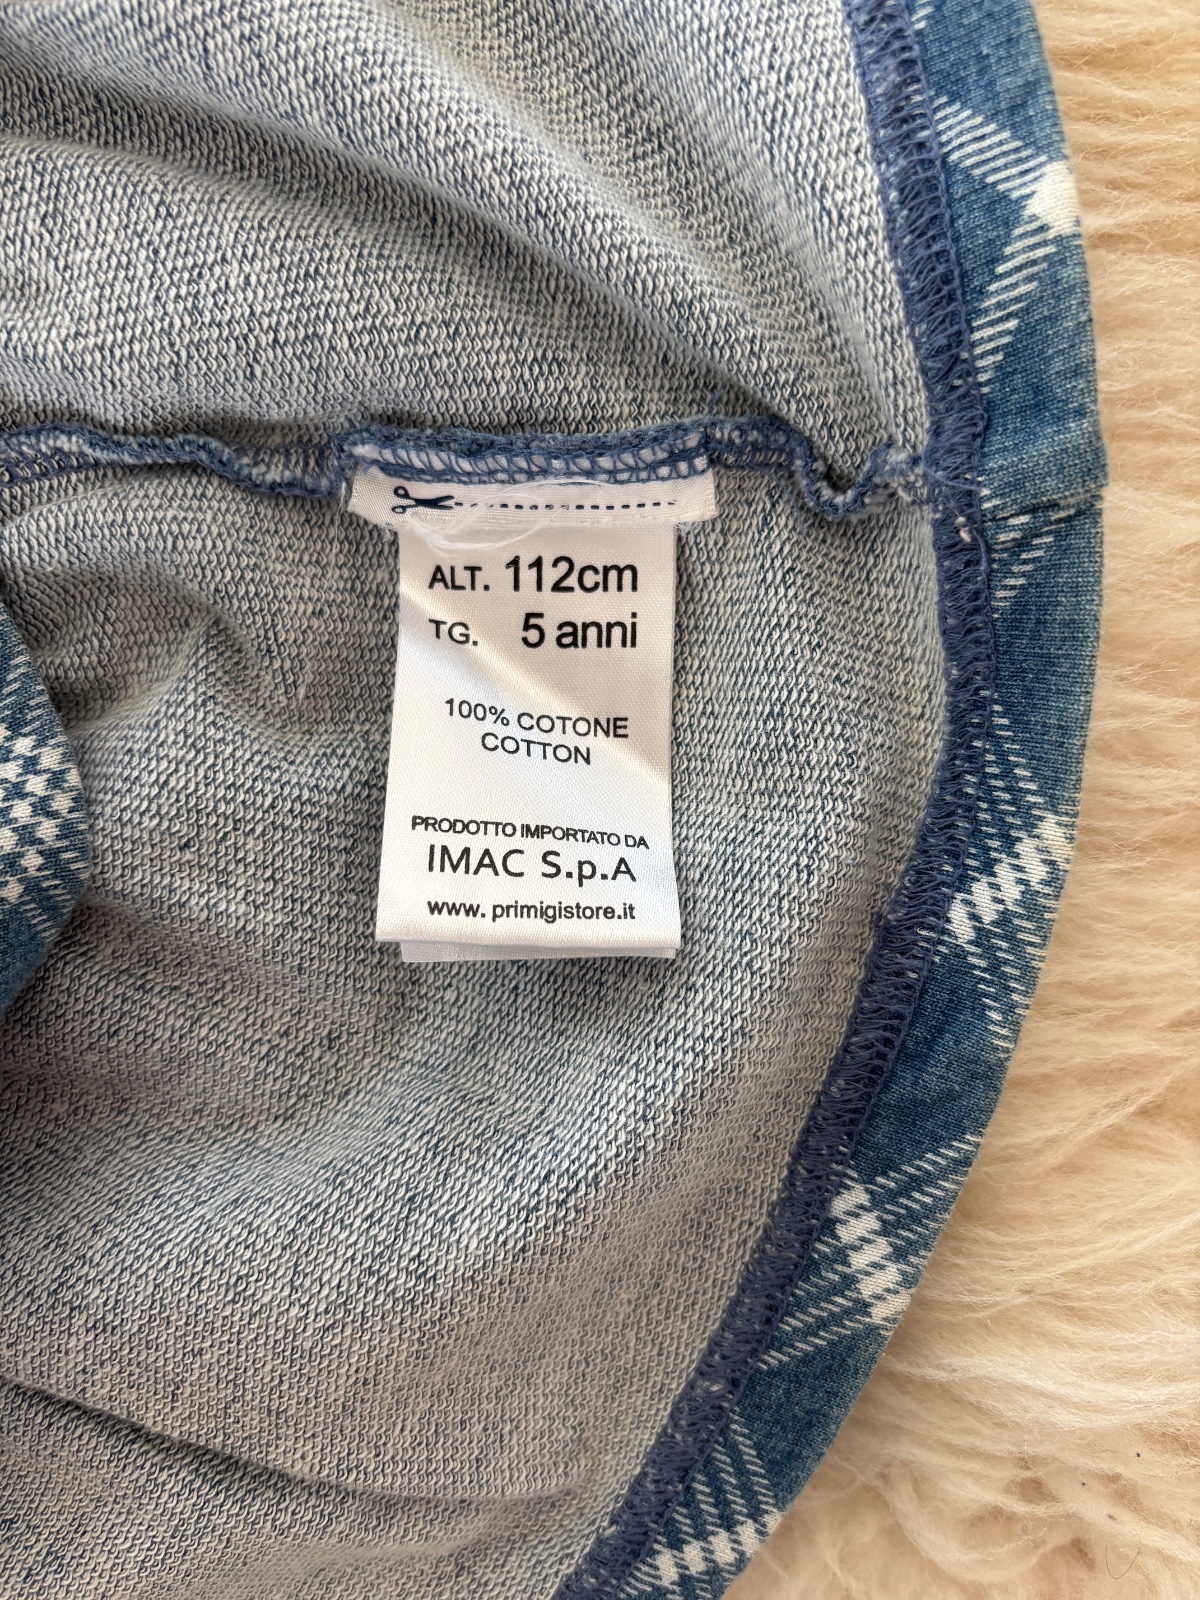 ALT. 112cm
TG. 5 anni
100% COTONE
COTTON
PRODOTTO IMPORTATO DA
IMAC S.p.A
www. primigistore.it